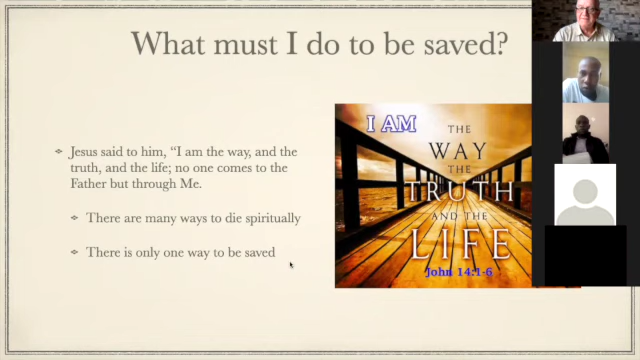 What must I do to be saved?
Jesus said to him, “I am the way, and the
truth, and the life; no one comes to the
Father but through Me.
There are many ways to die spiritually
There is only one way to be saved
I AM
THE
WAY
THE
TRUTH
AND THE
LIFE
John 14:1-6